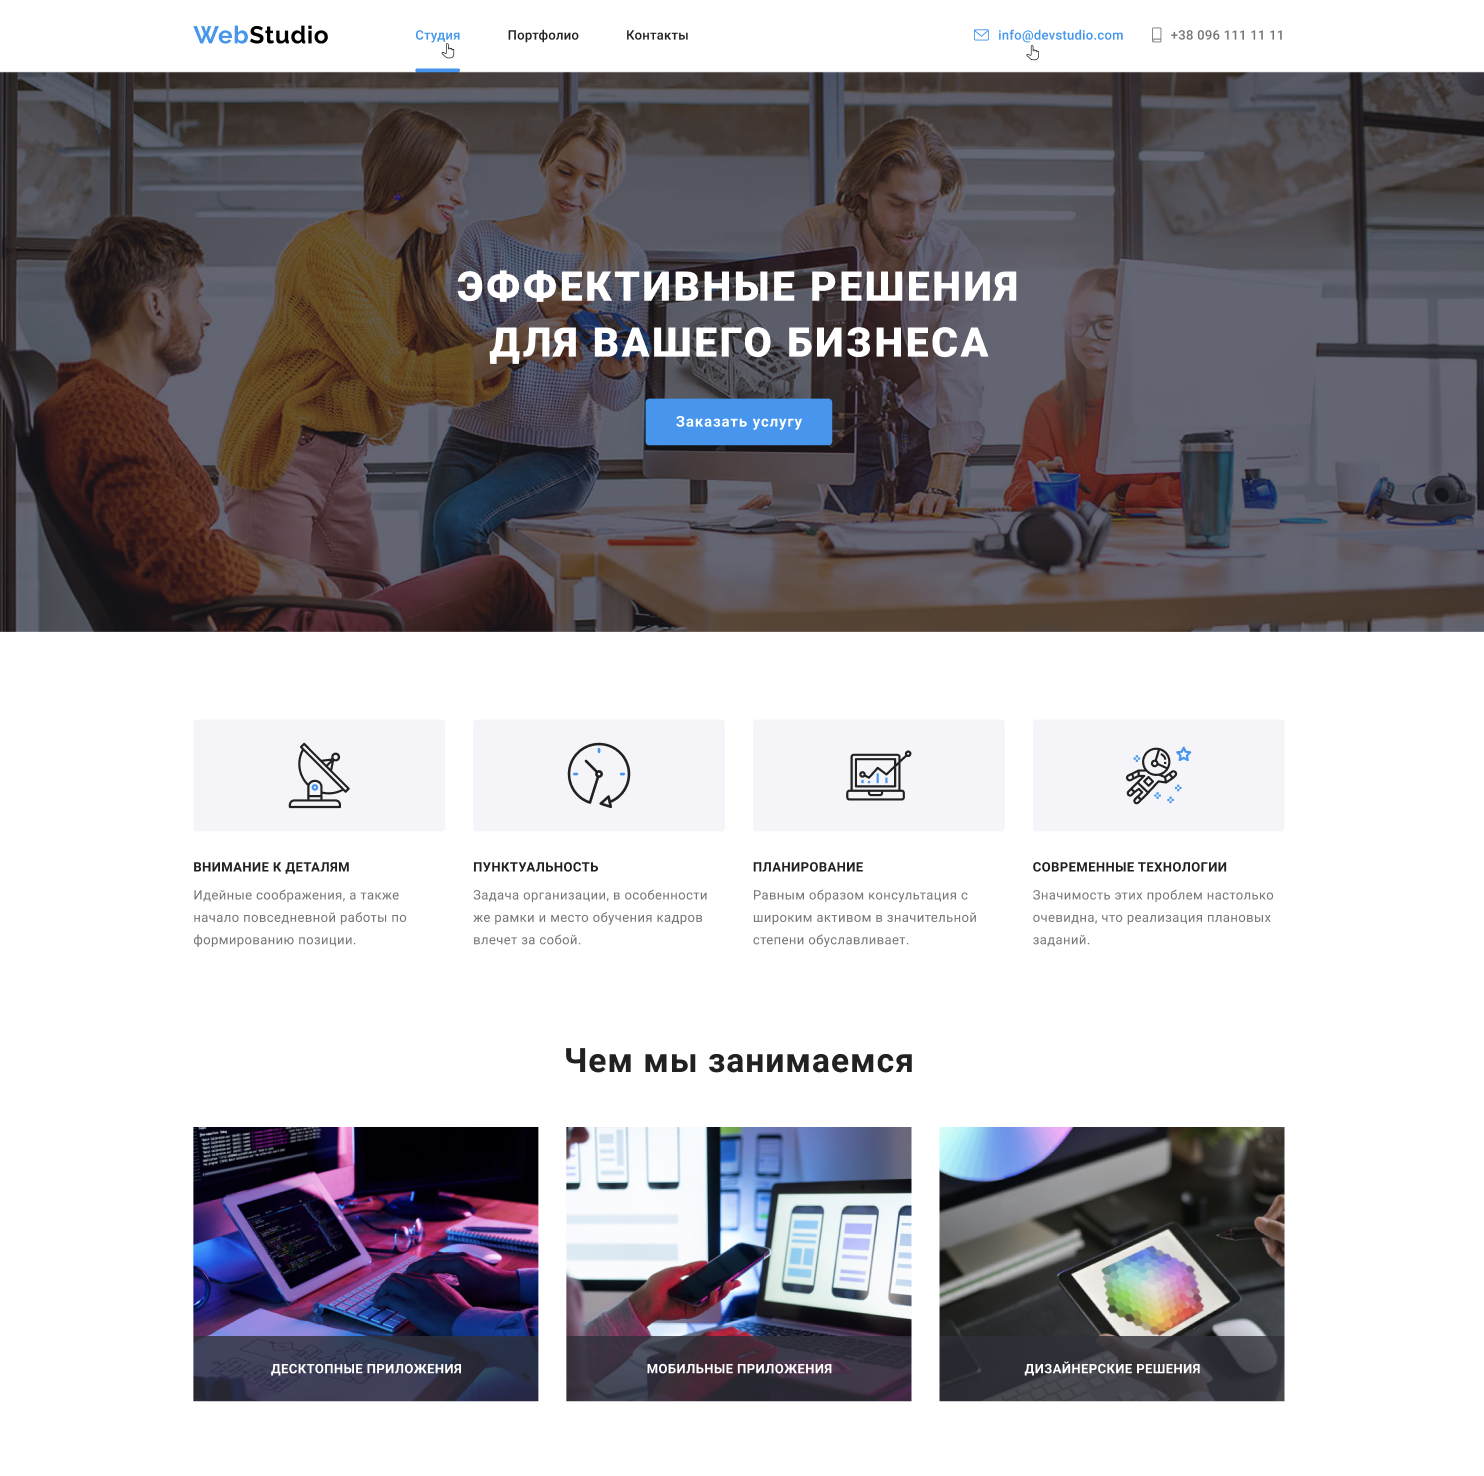 WebStudio
Студия
Портфолио
Контакты
info@devstudio.com
+38 096 111 11 11
ЭФФЕКТИВНЫЕ РЕШЕНИЯ
ДЛЯ ВАШЕГО БИЗНЕСА
Заказать услугу
ВНИМАНИЕ К ДЕТАЛЯМ
Идейные соображения, а также
начало повседневной работы по
формированию позиции.
ПУНКТУАЛЬНОСТЬ
Задача организации, в особенности
же рамки и место обучения кадров
влечет за собой.
ПЛАНИРОВАНИЕ
Равным образом консультация с
широким активом в значительной
степени обуславливает.
СОВРЕМЕННЫЕ ТЕХНОЛОГИИ
Значимость этих проблем настолько
очевидна, что реализация плановых
заданий.
Чем мы занимаемся
ДЕСКТОПНЫЕ ПРИЛОЖЕНИЯ
МОБИЛЬНЫЕ ПРИЛОЖЕНИЯ
ДИЗАЙНЕРСКИЕ РЕШЕНИЯ